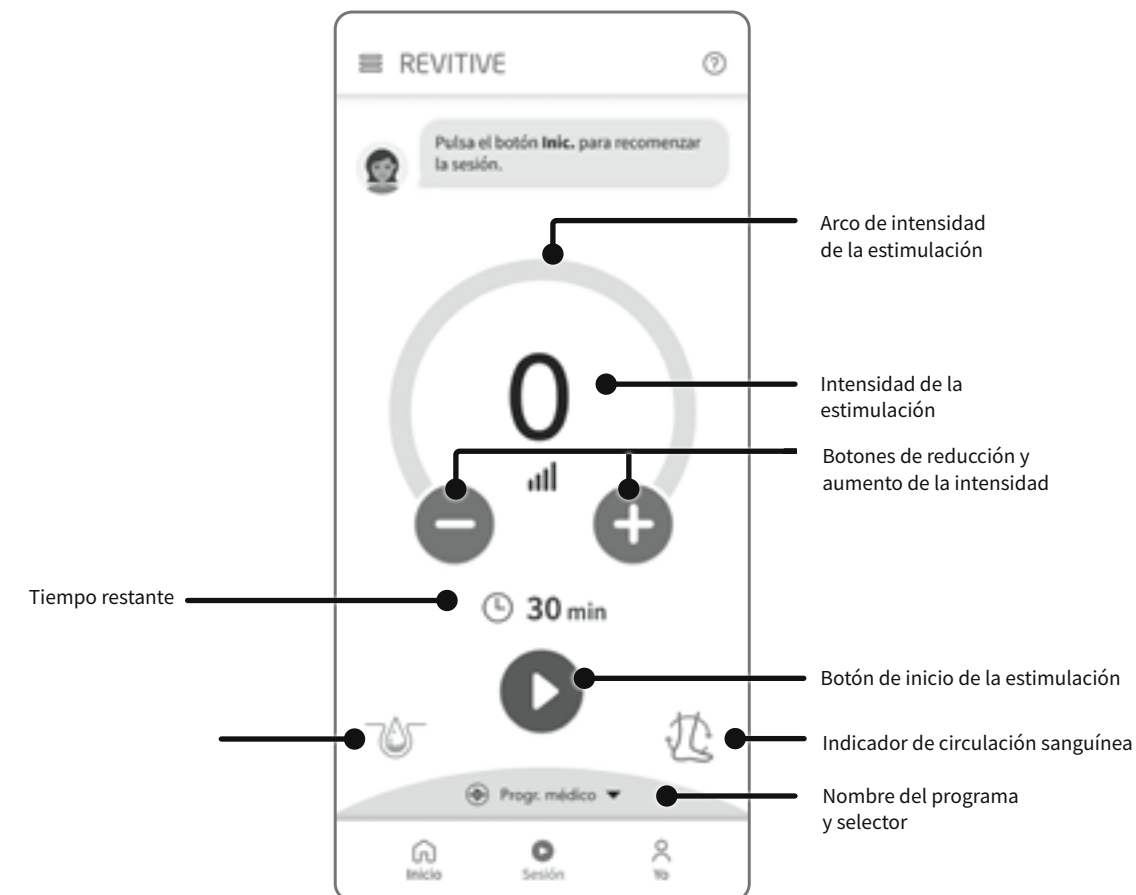 REVITIVE
Pulsa el botón Inic. para recomenzar
la sesión.
Arco de intensidad
de la estimulación
0
Intensidad de la
estimulación
Botones de reducción y
aumento de la intensidad
Tiempo restante
30 min
Botón de inicio de la estimulación
Indicador de circulación sanguínea
Progr. médico
Nombre del programa
y selector
Inicio
Sesión
Yo